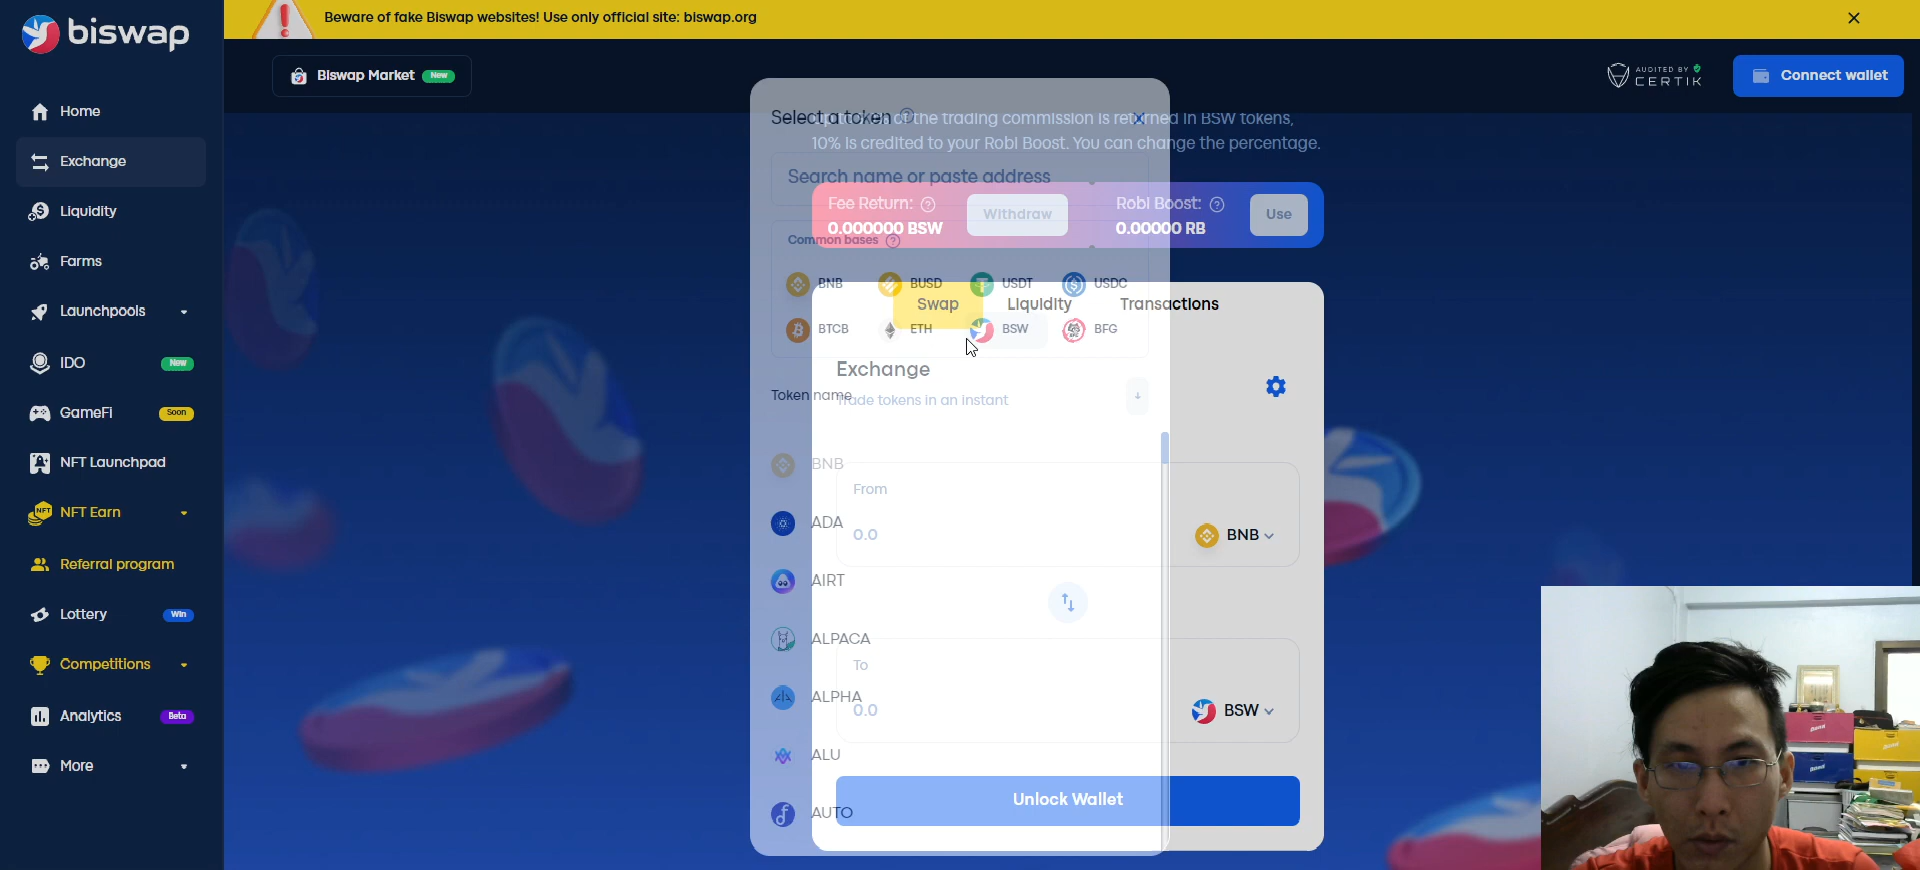 biswap
Beware of fake Biswap websites! Use only official site: biswap.org
Biswap Market New
AUDITED BY
CERTIK
Connect wallet
Home
Exchange
Liquidity
Farms
Launchpools
IDO New
GameFi Soon
NFT Launchpad
NFT Earn
Referral program
Lottery Win
Competitions
Analytics Beta
More
Select a token
of the trading commission is returned in BSW tokens,
10% is credited to your Robi Boost. You can change the percentage.
Search name or paste address
Fee Return:
0.000000 BSW
Withdraw
Robi Boost:
0.00000 RB
Use
Common bases
BNB BUSD USDT USDC
Swap Liquidity Transactions
BTCB ETH BSW BFG
Exchange
Token name
Trade tokens in an instant
BNB
From
ADA
0.0
BNB
AIRT
ALPACA
To
ALPHA
0.0
BSW
ALU
Unlock Wallet
AUTO